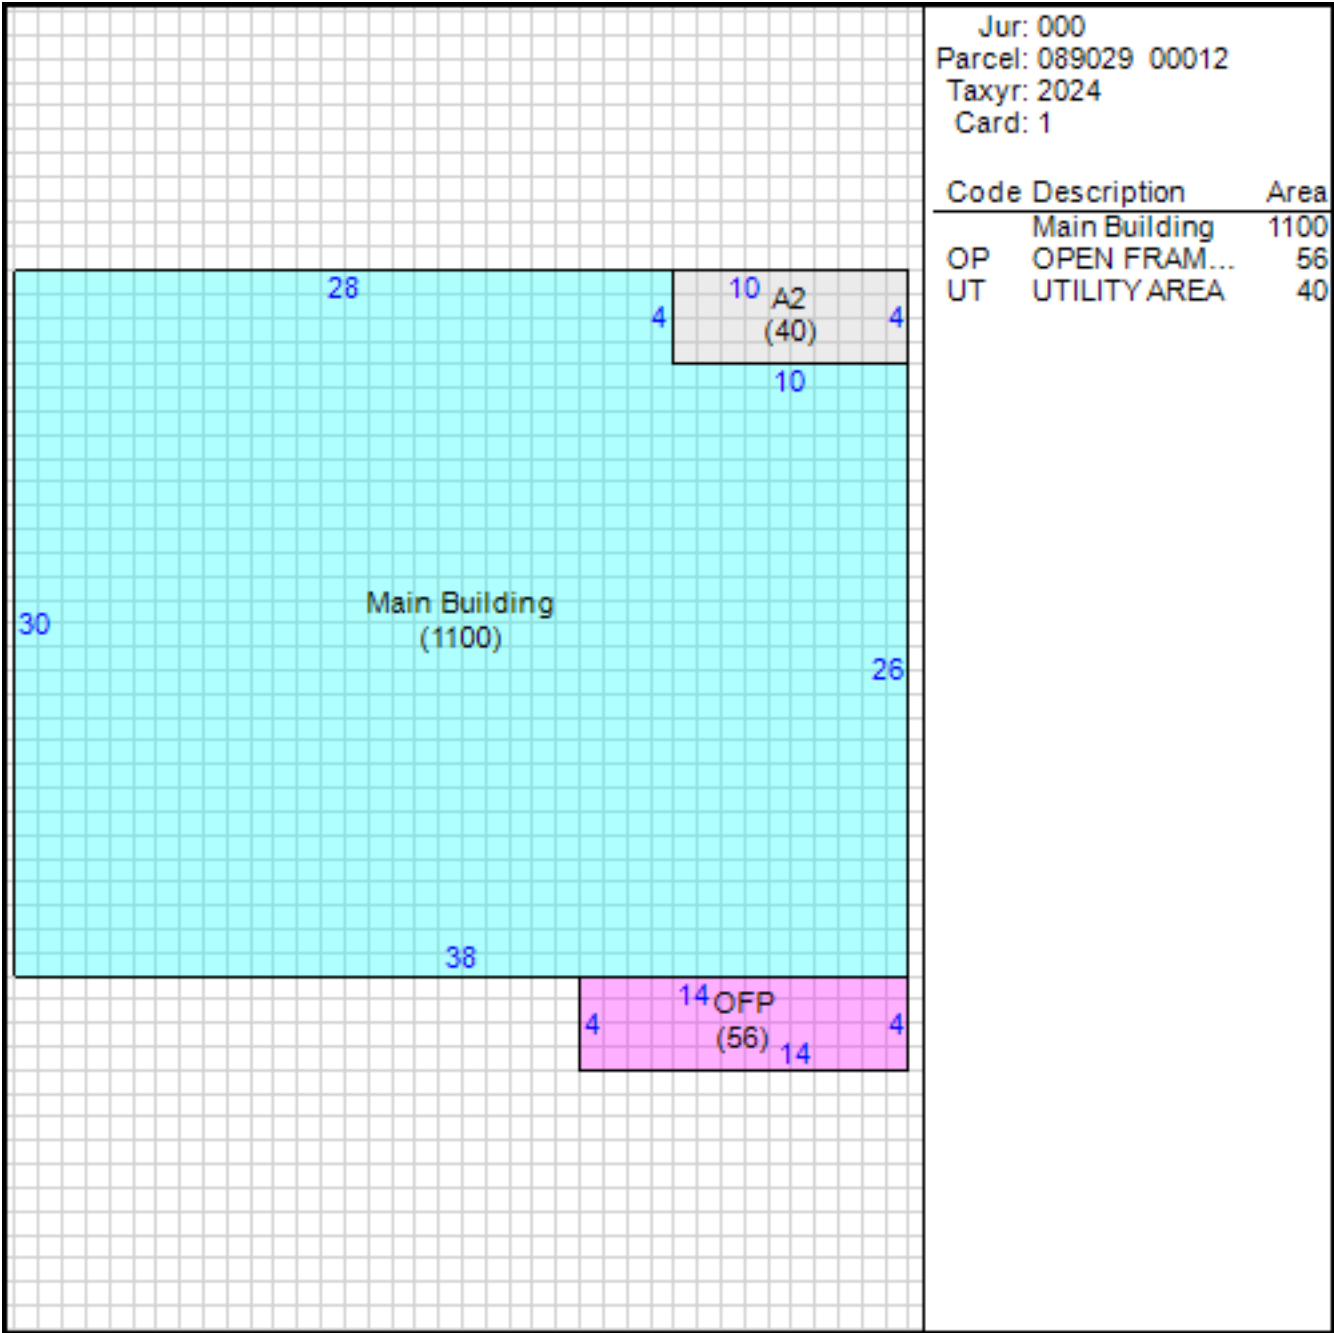 Jur: 000
Parcel: 089029 00012
Taxyr: 2024
Card: 1
Code Description Area
Main Building 1100
OP OPEN FRAM... 56
UT UTILITY AREA 40
28
10
A2
4
4
(40)
10
Main Building
30
(1100)
26
38
14
OFP
4
4
(56)
14